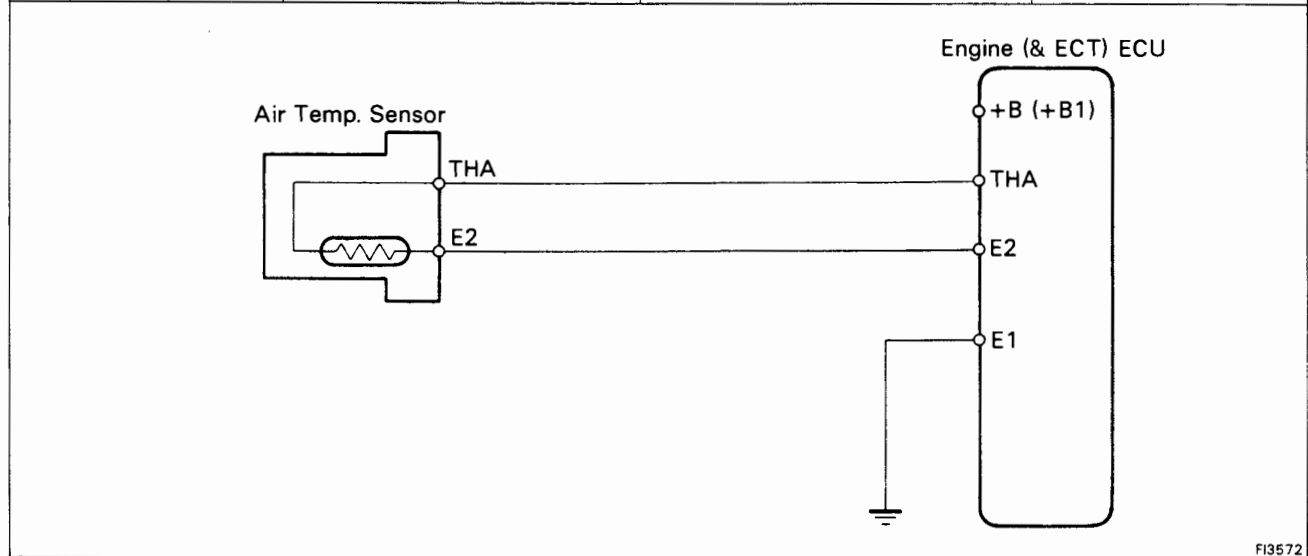 Engine (& ECT) ECU
Air Temp. Sensor
+B (+B1)
THA
THA
E2
E2
E1
FI3572